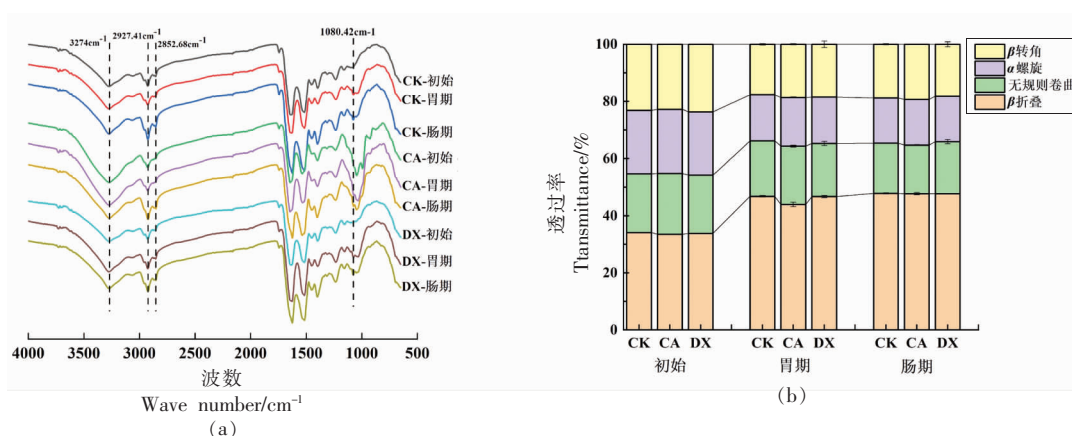 3274cm-1
2927.41cm-1
2852.68cm-1
1080.42cm-1
CK-初始
CK-胃期
CK-肠期
CA-初始
CA-胃期
CA-肠期
DX-初始
DX-胃期
DX-肠期
4000 3500 3000 2500 2000 1500 1000 500
波数
Wave number/cm⁻¹
(a)
透过率
Ttansmittance/%
100
80
60
40
20
0
CK CA DX CK CA DX CK CA DX
初始 胃期 肠期
(b)
β转角
α螺旋
无规则卷曲
β折叠